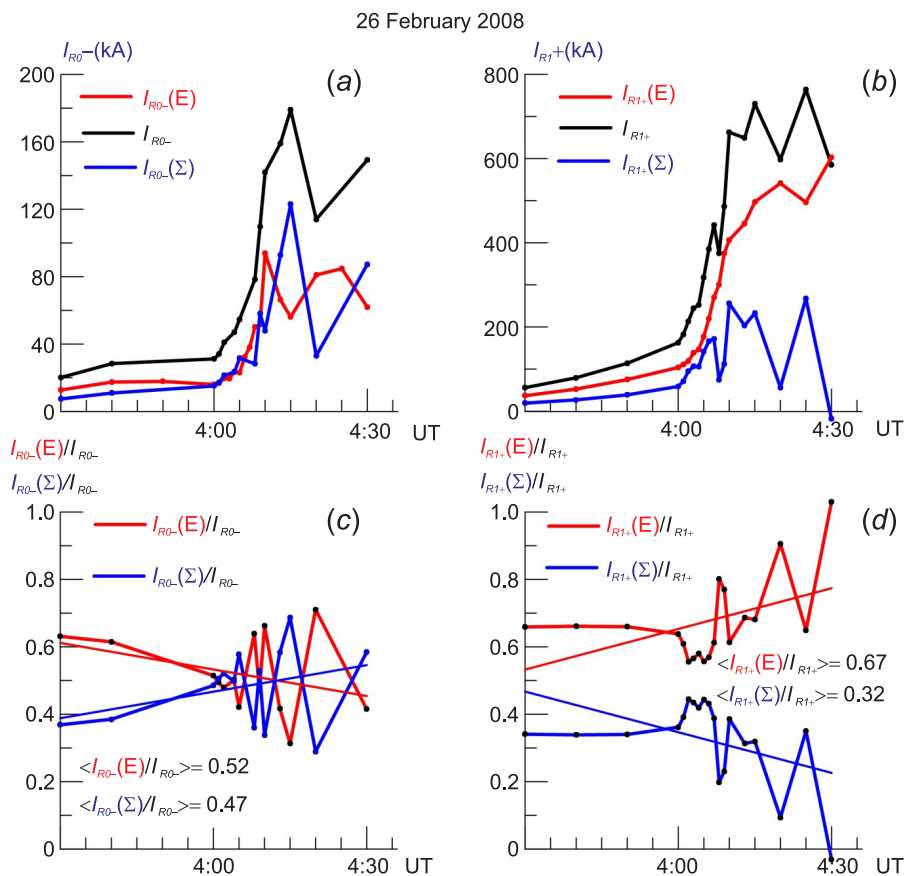 26 February 2008
I_R0−(kA)
(a)
200
160
120
80
40
0
I_R0−(E)
I_R0−
I_R0−(Σ)
4:00
4:30
UT
I_R1+(kA)
(b)
800
600
400
200
0
I_R1+(E)
I_R1+
I_R1+(Σ)
4:00
4:30
UT
I_R0−(E)/I_R0−
I_R0−(Σ)/I_R0−
(c)
1.0
0.8
0.6
0.4
0.2
0
I_R0−(E)/I_R0−
I_R0−(Σ)/I_R0−
<I_R0−(E)/I_R0−>= 0.52
<I_R0−(Σ)/I_R0−>= 0.47
4:00
4:30
UT
I_R1+(E)/I_R1+
I_R1+(Σ)/I_R1+
(d)
1.0
0.8
0.6
0.4
0.2
0
I_R1+(E)/I_R1+
I_R1+(Σ)/I_R1+
<I_R1+(E)/I_R1+>= 0.67
<I_R1+(Σ)/I_R1+>= 0.32
4:00
4:30
UT